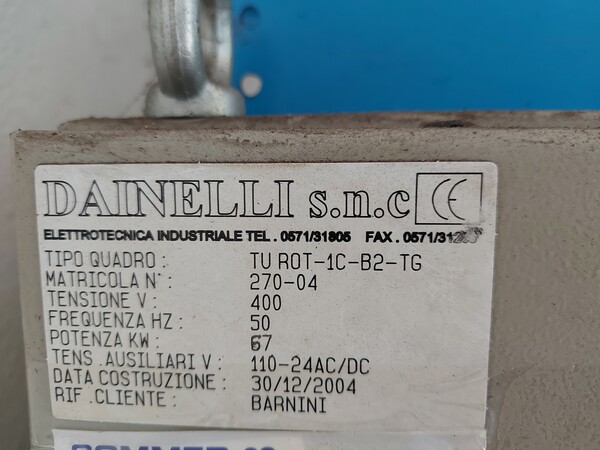 DAINELLI s.n.c CE
ELETTROTECNICA INDUSTRIALE TEL. 0571/31805 FAX. 0571/
TIPO QUADRO : TU ROT-1C-B2-TG
MATRICOLA N° : 270-04
TENSIONE V : 400
FREQUENZA HZ : 50
POTENZA KW : 67
TENS .AUSILIARI V : 110-24AC/DC
DATA COSTRUZIONE : 30/12/2004
RIF .CLIENTE : BARNINI